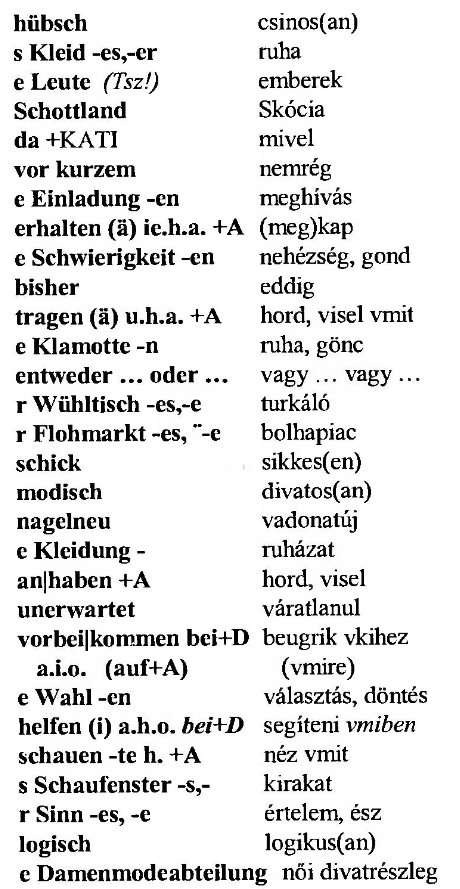 hübsch csinos(an)
s Kleid -es,-er ruha
e Leute (Tsz!) emberek
Schottland Skócia
da +KATI mivel
vor kurzem nemrég
e Einladung -en meghívás
erhalten (ä) ie.h.a. +A (meg)kap
e Schwierigkeit -en nehézség, gond
bisher eddig
tragen (ä) u.h.a. +A hord, visel vmit
e Klamotte -n ruha, gönc
entweder ... oder ... vagy ... vagy ...
r Wühltisch -es,-e turkáló
r Flohmarkt -es, ¨-e bolhapiac
schick sikkes(en)
modisch divatos(an)
nagelneu vadonatúj
e Kleidung - ruházat
an|haben +A hord, visel
unerwartet váratlanul
vorbei|kommen bei+D beugrik vkihez
a.i.o. (auf+A) (vmire)
e Wahl -en választás, döntés
helfen (i) a.h.o. bei+D segíteni vmiben
schauen -te h. +A néz vmit
s Schaufenster -s,- kirakat
r Sinn -es, -e értelem, ész
logisch logikus(an)
e Damenmodeabteilung női divatrészleg